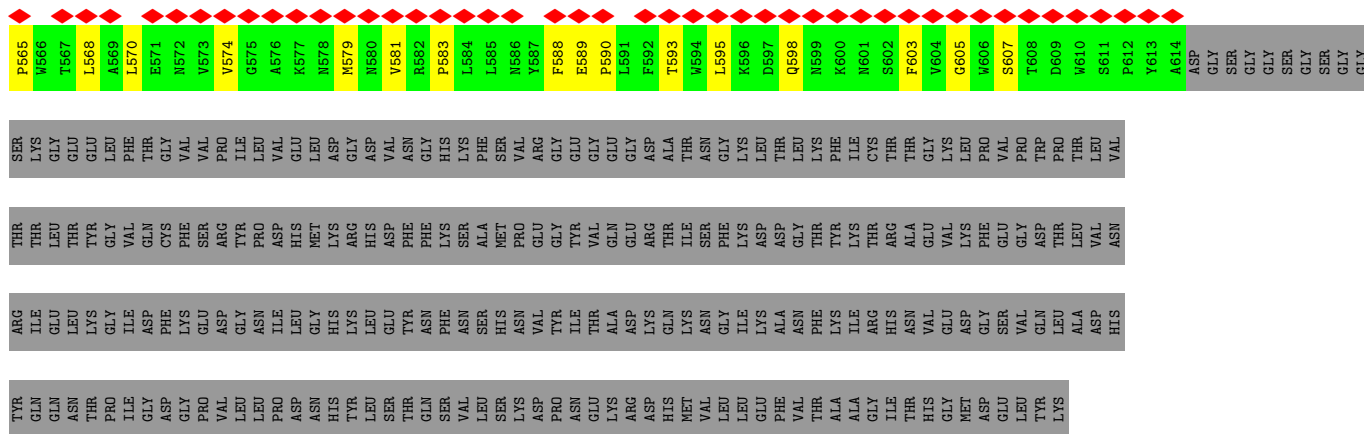 P565 W566 T567 L568 A569 L570 E571 N572 V573 V574 G575 A576 K577 N578 M579 N580 V581 R582 P583 L584 L585 N586 Y587 F588 E589 P590 L591 F592 T593 W594 L595 K596 D597 Q598 N599 K600 N601 S602 F603 V604 G605 W606 S607 T608 D609 W610 S611 P612 Y613 A614 ASP GLY SER GLY GLY SER GLY SER GLY GLY
SER LYS GLY GLU GLU LEU PHE THR GLY VAL VAL PRO ILE LEU VAL GLU LEU ASP GLY ASP VAL ASN GLY HIS LYS PHE SER VAL ARG GLY GLU GLY GLU GLY ASP ALA THR ASN GLY LYS LEU THR LEU LYS PHE ILE CYS THR THR GLY LYS LEU PRO VAL PRO TRP PRO THR LEU VAL
THR THR LEU THR TYR GLY VAL GLN CYS PHE SER ARG TYR PRO ASP HIS MET LYS ARG HIS ASP PHE PHE LYS SER ALA MET PRO GLU GLY TYR VAL GLN GLU ARG THR ILE SER PHE LYS ASP ASP GLY THR TYR LYS THR ARG ALA GLU VAL LYS PHE GLU GLY ASP THR LEU VAL ASN
ARG ILE GLU LEU LYS GLY ILE ASP PHE LYS GLU ASP GLY ASN ILE LEU GLY HIS LYS LEU GLU TYR ASN PHE ASN SER HIS ASN VAL TYR ILE THR ALA ASP LYS GLN LYS ASN GLY ILE LYS ALA ASN PHE LYS ILE ARG HIS ASN VAL GLU ASP GLY SER VAL GLN LEU ALA ASP HIS
TYR GLN GLN ASN THR PRO ILE GLY ASP GLY PRO VAL LEU LEU PRO ASP ASN HIS TYR LEU SER THR GLN SER VAL LEU SER LYS ASP PRO ASN GLU LYS ARG ASP HIS MET VAL LEU LEU GLU PHE VAL THR ALA ALA GLY ILE THR HIS GLY MET ASP GLU LEU TYR LYS